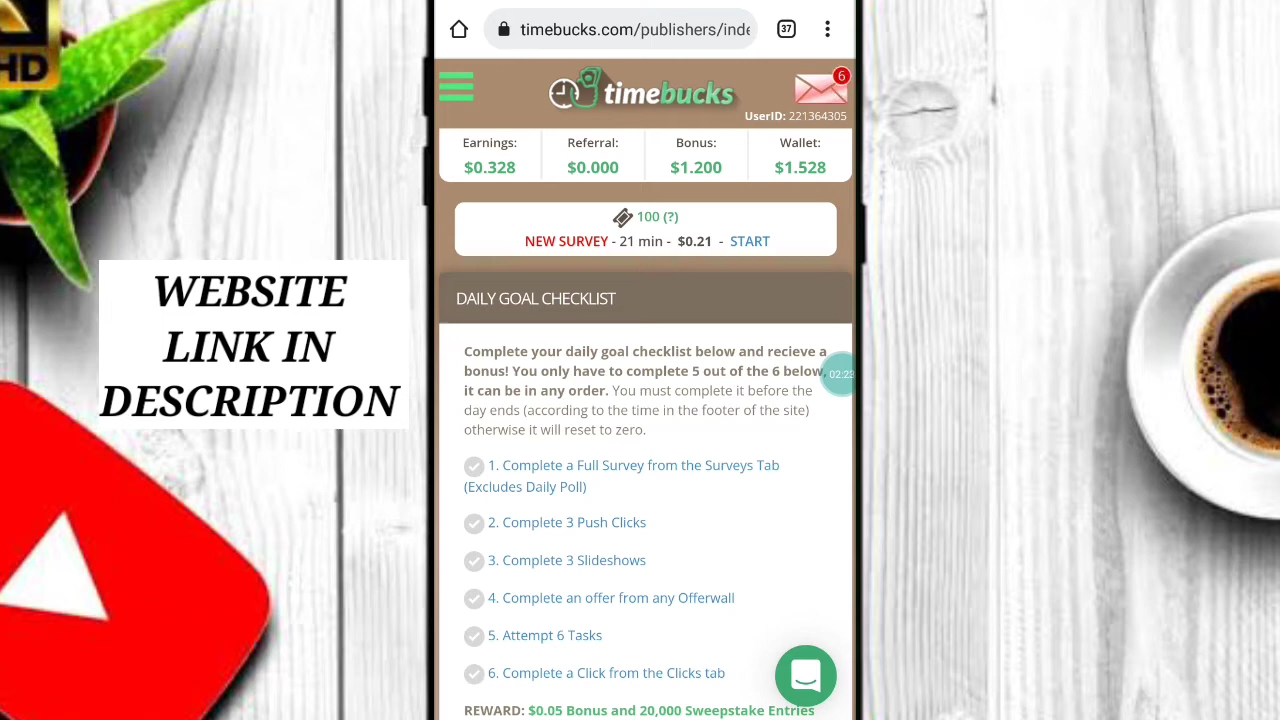 HD
WEBSITE
LINK IN
DESCRIPTION
37
timebucks.com/publishers/inde
timebucks
6
UserID: 221364305
Earnings: Referral: Bonus: Wallet:
$0.328 $0.000 $1.200 $1.528
100 (?)
NEW SURVEY - 21 min - $0.21 - START
DAILY GOAL CHECKLIST
Complete your daily goal checklist below and recieve a
bonus! You only have to complete 5 out of the 6 below,
it can be in any order. You must complete it before the
day ends (according to the time in the footer of the site)
otherwise it will reset to zero.
02:23
1. Complete a Full Survey from the Surveys Tab
(Excludes Daily Poll)
2. Complete 3 Push Clicks
3. Complete 3 Slideshows
4. Complete an offer from any Offerwall
5. Attempt 6 Tasks
6. Complete a Click from the Clicks tab
REWARD: $0.05 Bonus and 20,000 Sweepstake Entries